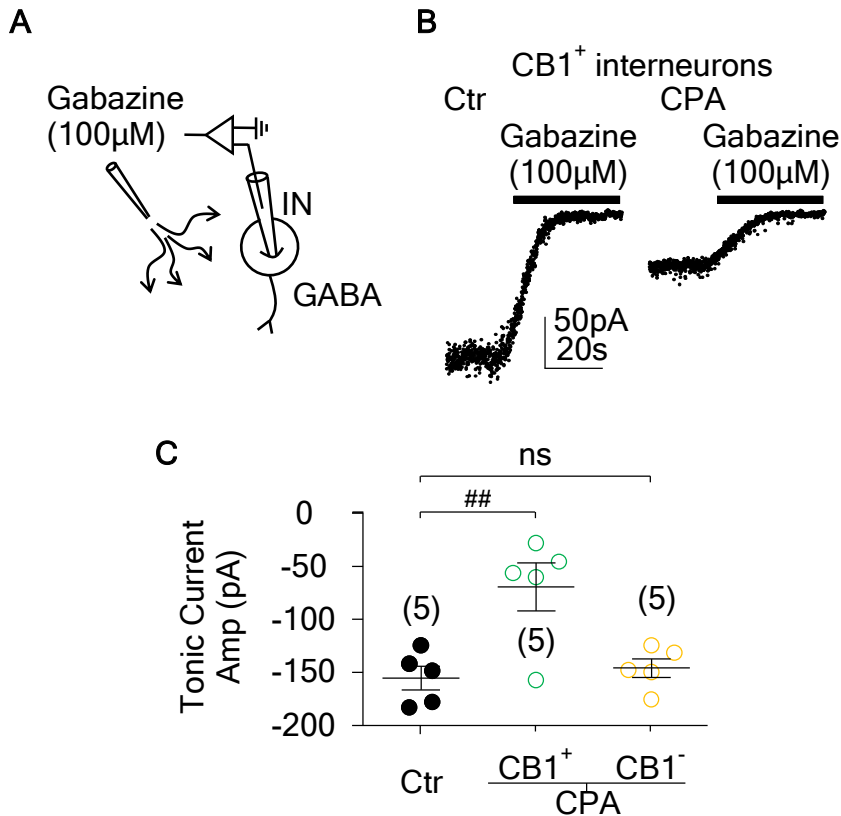 A
Gabazine
(100μM)
IN
GABA
B
CB1+ interneurons
Ctr
CPA
Gabazine
(100μM)
Gabazine
(100μM)
50pA
20s
C
ns
##
Tonic Current
Amp (pA)
0
-50
-100
-150
-200
(5)
(5)
(5)
Ctr
CB1+
CB1-
CPA